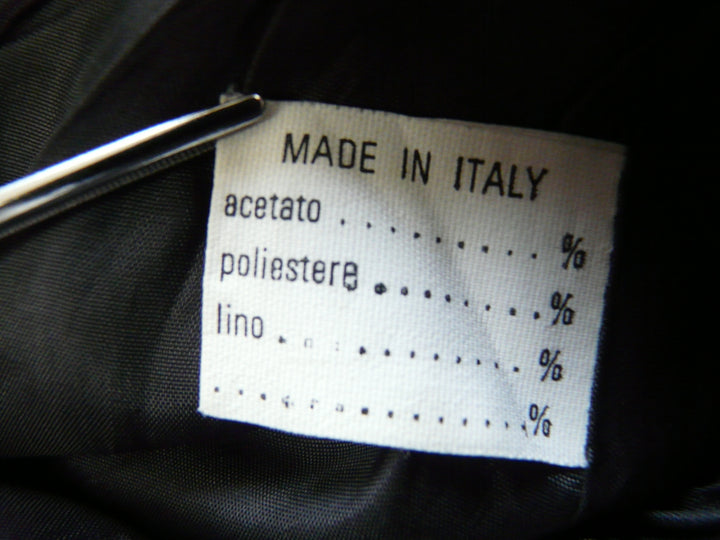 MADE IN ITALY
acetato . . . . . . . . . %
poliestere . . . . . . . . %
lino . . . . . . . . . . . %
. . . . . . . . . . . . . . %